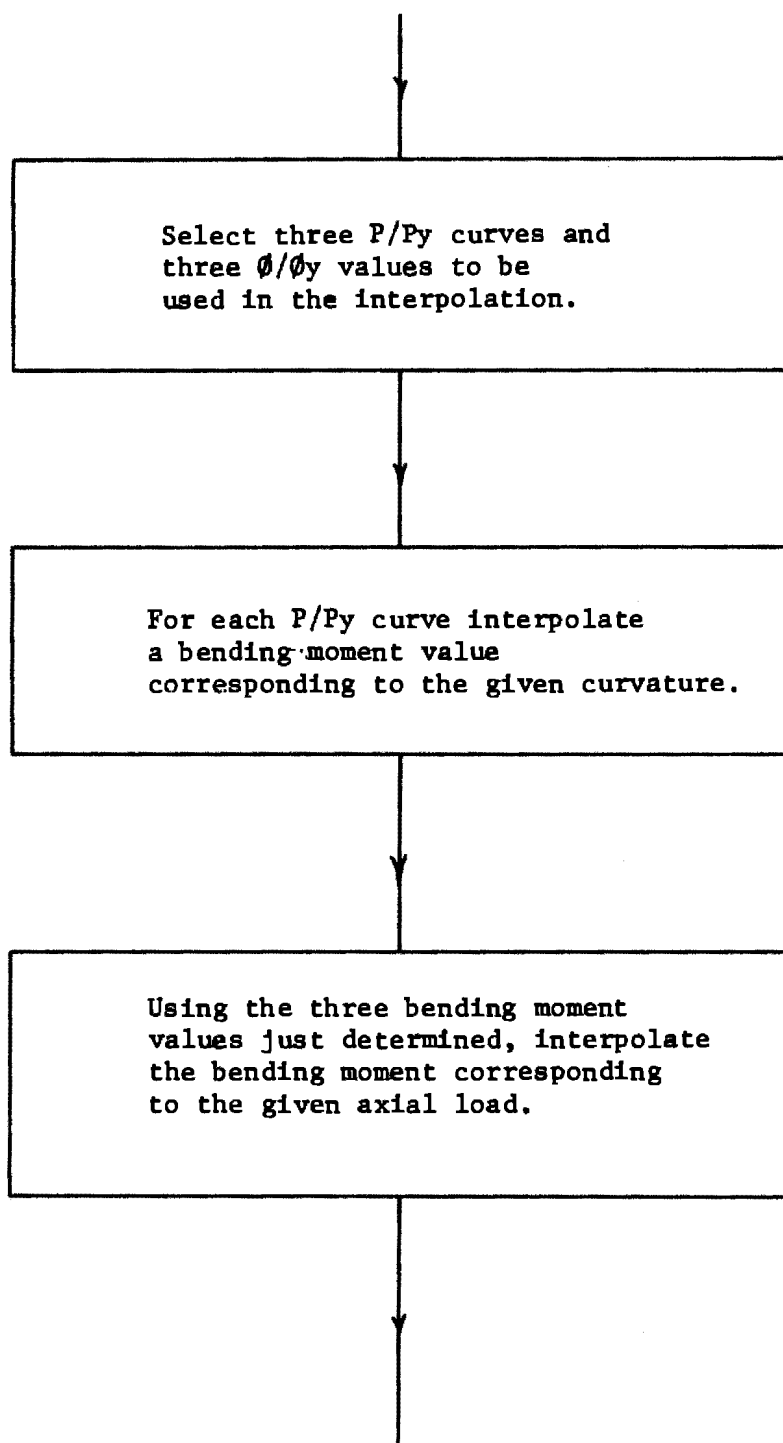 Select three P/Py curves and
three Ø/Øy values to be
used in the interpolation.
For each P/Py curve interpolate
a bending moment value
corresponding to the given curvature.
Using the three bending moment
values just determined, interpolate
the bending moment corresponding
to the given axial load.